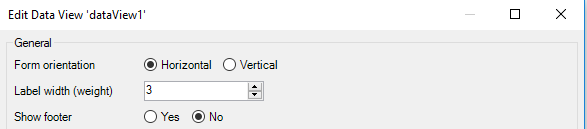 Edit Data View 'dataView1'
General
Form orientation Horizontal Vertical
Label width (weight) 3
Show footer Yes No